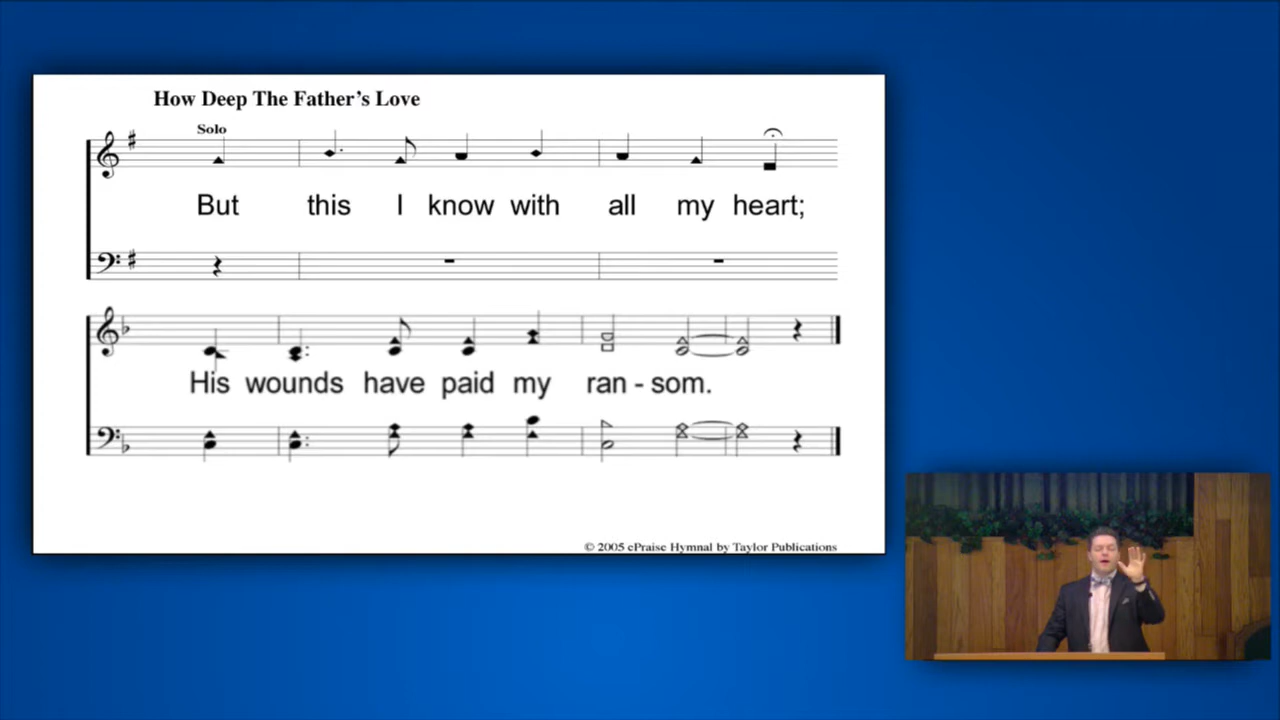 How Deep The Father's Love
Solo
But this I know with all my heart;
His wounds have paid my ran - som.
© 2005 ePraise Hymnal by Taylor Publications